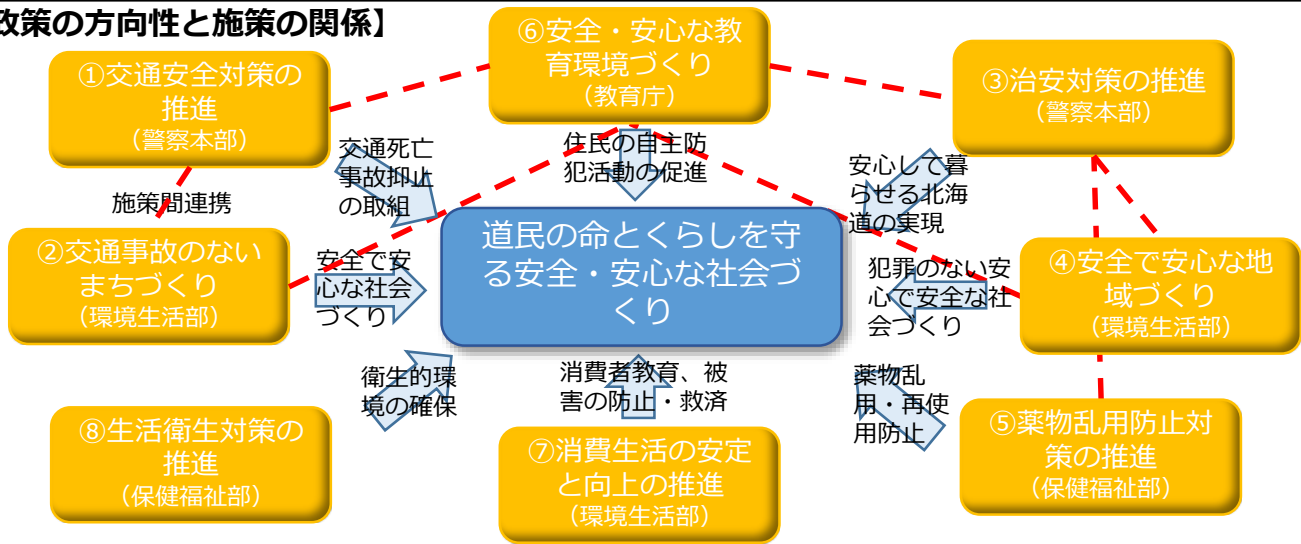 政策の方向性と施策の関係】
⑥安全・安心な教
育環境づくり
（教育庁）
①交通安全対策の
推進
（警察本部）
③治安対策の推進
（警察本部）
交通死亡
事故抑止
の取組
住民の自主防
犯活動の促進
安心して暮
らせる北海
道の実現
施策間連携
②交通事故のない
まちづくり
（環境生活部）
安全で安
心な社会
づくり
道民の命とくらしを守
る安全・安心な社会づ
くり
犯罪のない安
心で安全な社
会づくり
④安全で安心な地
域づくり
（環境生活部）
衛生的環
境の確保
消費者教育、被
害の防止・救済
薬物乱
用・再使
用防止
⑧生活衛生対策の
推進
（保健福祉部）
⑦消費生活の安定
と向上の推進
（環境生活部）
⑤薬物乱用防止対
策の推進
（保健福祉部）